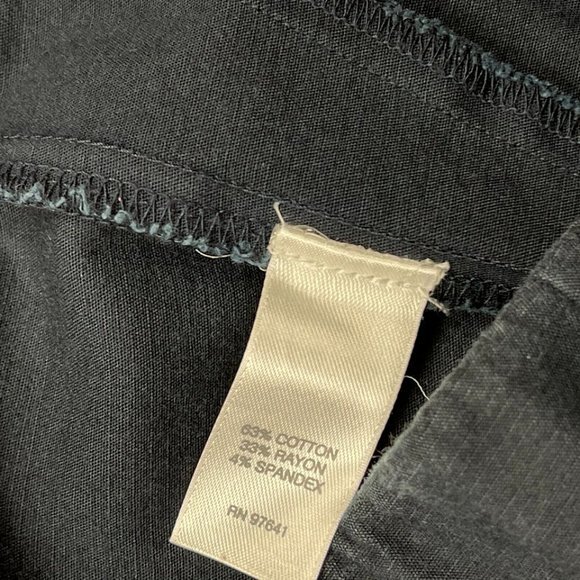 63% COTTON
33% RAYON
4% SPANDEX
RN 97641